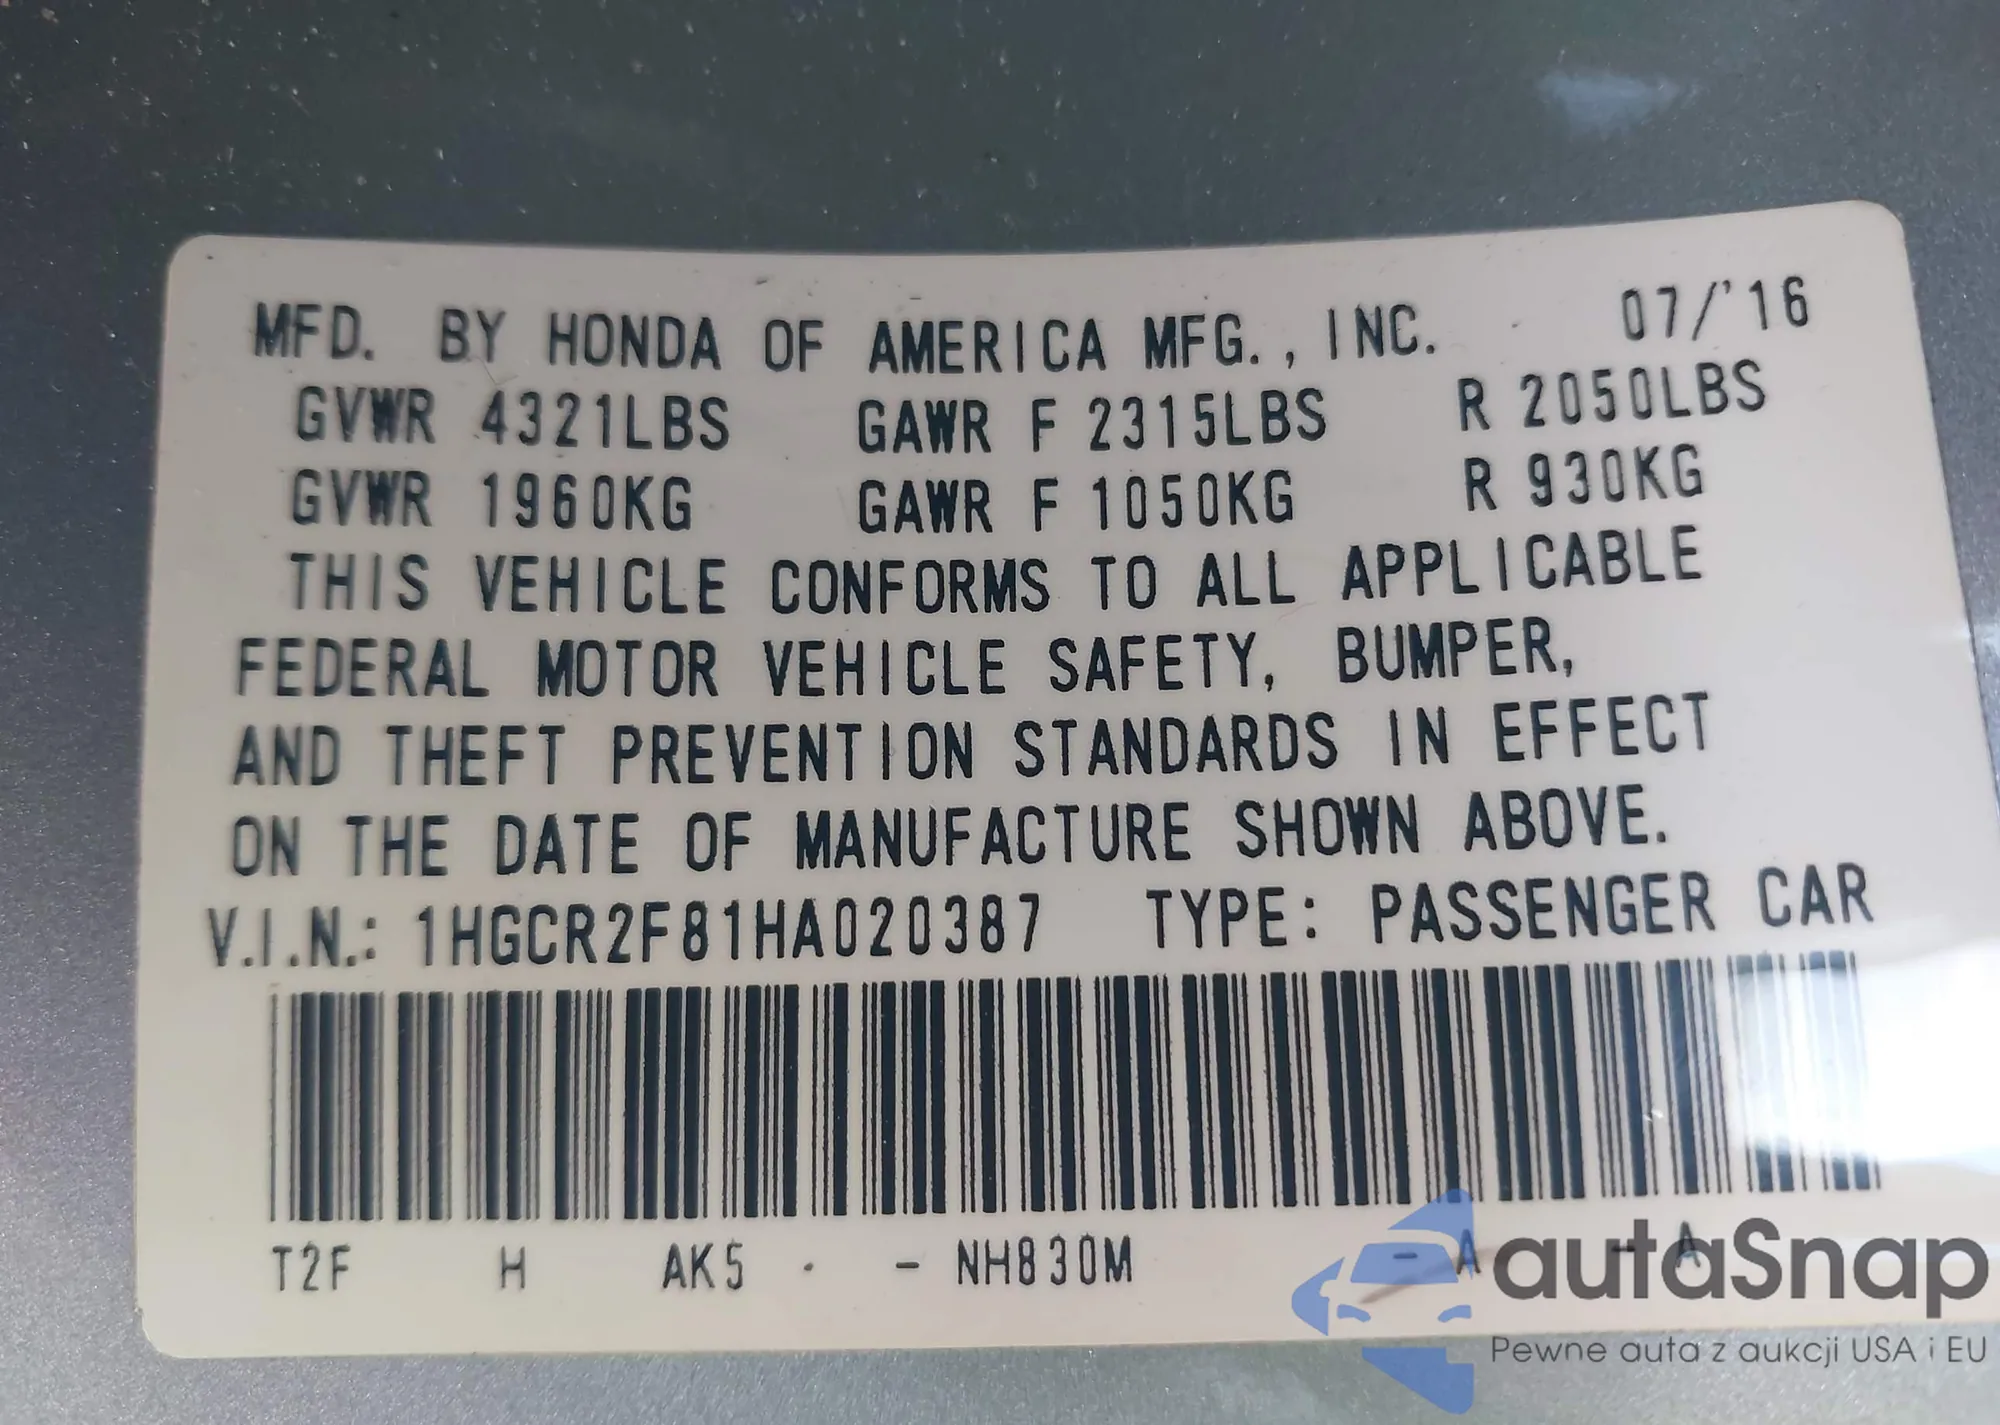 MFD. BY HONDA OF AMERICA MFG., INC. 07/'16
GVWR 4321LBS GAWR F 2315LBS R 2050LBS
GVWR 1960KG GAWR F 1050KG R 930KG
THIS VEHICLE CONFORMS TO ALL APPLICABLE
FEDERAL MOTOR VEHICLE SAFETY, BUMPER,
AND THEFT PREVENTION STANDARDS IN EFFECT
ON THE DATE OF MANUFACTURE SHOWN ABOVE.
V.I.N.: 1HGCR2F81HA020387 TYPE: PASSENGER CAR
T2F H AK5 - - NH830M - A - A
autaSnap
Pewne auta z aukcji USA i EU